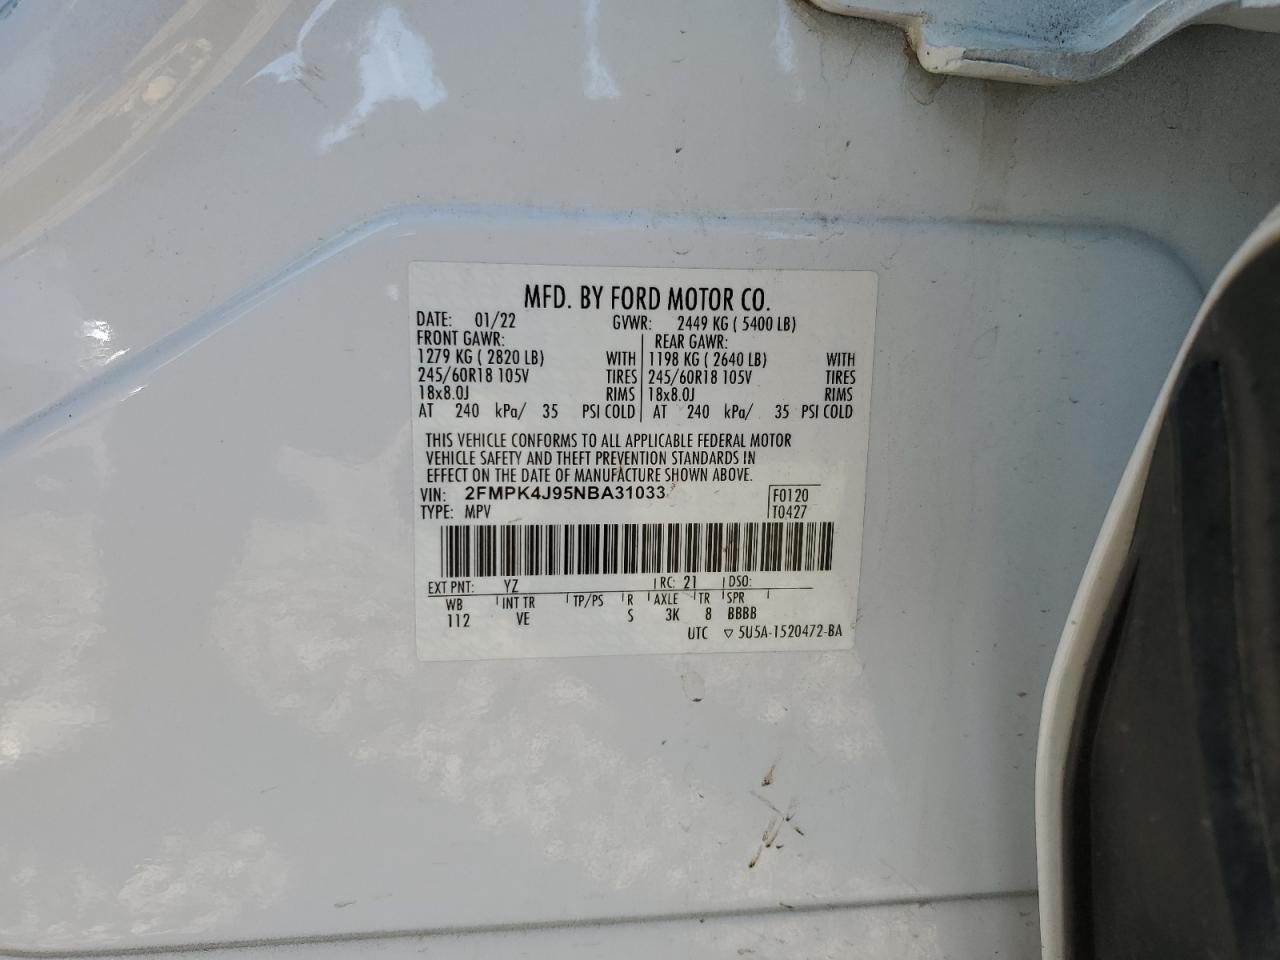 MFD. BY FORD MOTOR CO.
DATE: 01/22 GVWR: 2449 KG ( 5400 LB)
FRONT GAWR: REAR GAWR:
1279 KG ( 2820 LB) WITH 1198 KG ( 2640 LB) WITH
245/60R18 105V TIRES 245/60R18 105V TIRES
18x8.0J RIMS 18x8.0J RIMS
AT 240 kPa/ 35 PSI COLD AT 240 kPa/ 35 PSI COLD
THIS VEHICLE CONFORMS TO ALL APPLICABLE FEDERAL MOTOR
VEHICLE SAFETY AND THEFT PREVENTION STANDARDS IN
EFFECT ON THE DATE OF MANUFACTURE SHOWN ABOVE.
VIN: 2FMPK4J95NBA31033 F0120
TYPE: MPV T0427
EXT PNT: YZ RC: 21 DSO:
WB INT TR TP/PS R AXLE TR SPR
112 VE S 3K 8 BBBB
UTC ▽ 5U5A-1520472-BA